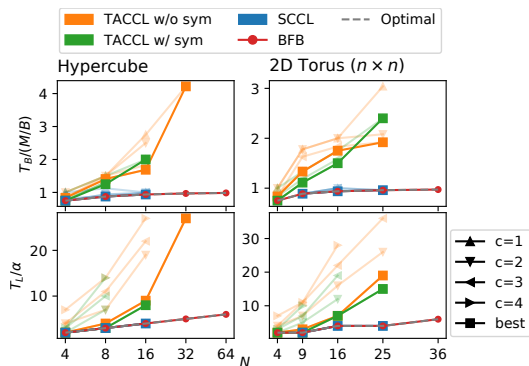 TACCL w/o sym
SCCL
Optimal
TACCL w/ sym
BFB
Hypercube
2D Torus (n × n)
T_B/(M/B)
4
3
2
1
3
2
1
T_L/α
20
10
30
20
10
0
4
8
16
32
64
N
4
9
16
25
36
c=1
c=2
c=3
c=4
best